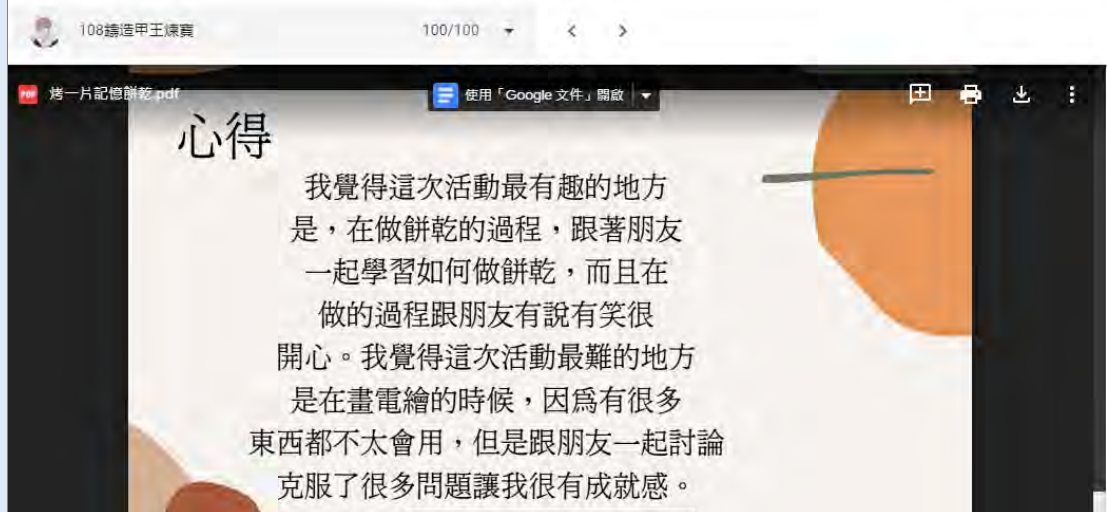 108鑄造甲王煉寶
100/100
烤一片記憶餅乾.pdf
使用「Google 文件」開啟
心得
我覺得這次活動最有趣的地方
是，在做餅乾的過程，跟著朋友
一起學習如何做餅乾，而且在
做的過程跟朋友有說有笑很
開心。我覺得這次活動最難的地方
是在畫電繪的時候，因爲有很多
東西都不太會用，但是跟朋友一起討論
克服了很多問題讓我很有成就感。